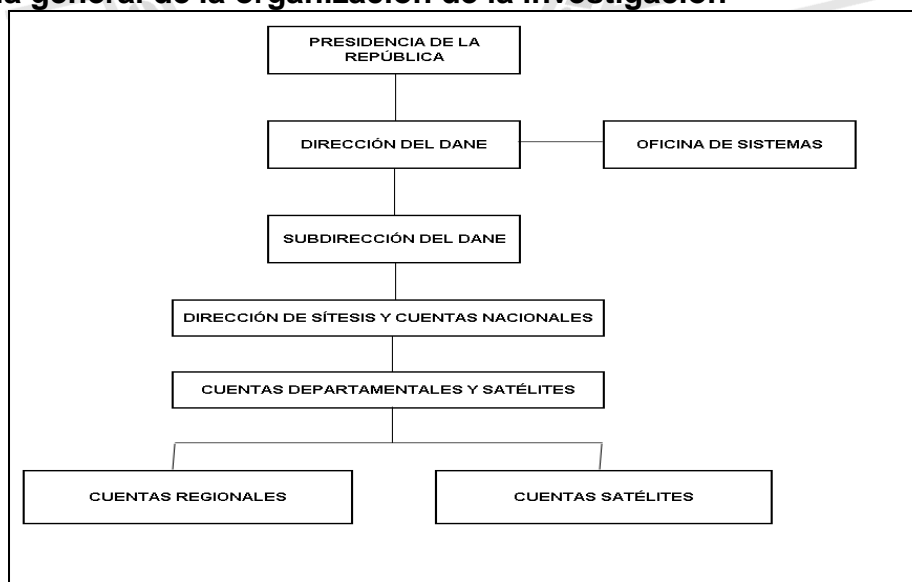 general de la organización de la investigación
PRESIDENCIA DE LA
REPÚBLICA
DIRECCIÓN DEL DANE
OFICINA DE SISTEMAS
SUBDIRECCIÓN DEL DANE
DIRECCIÓN DE SÍTESIS Y CUENTAS NACIONALES
CUENTAS DEPARTAMENTALES Y SATÉLITES
CUENTAS REGIONALES
CUENTAS SATÉLITES